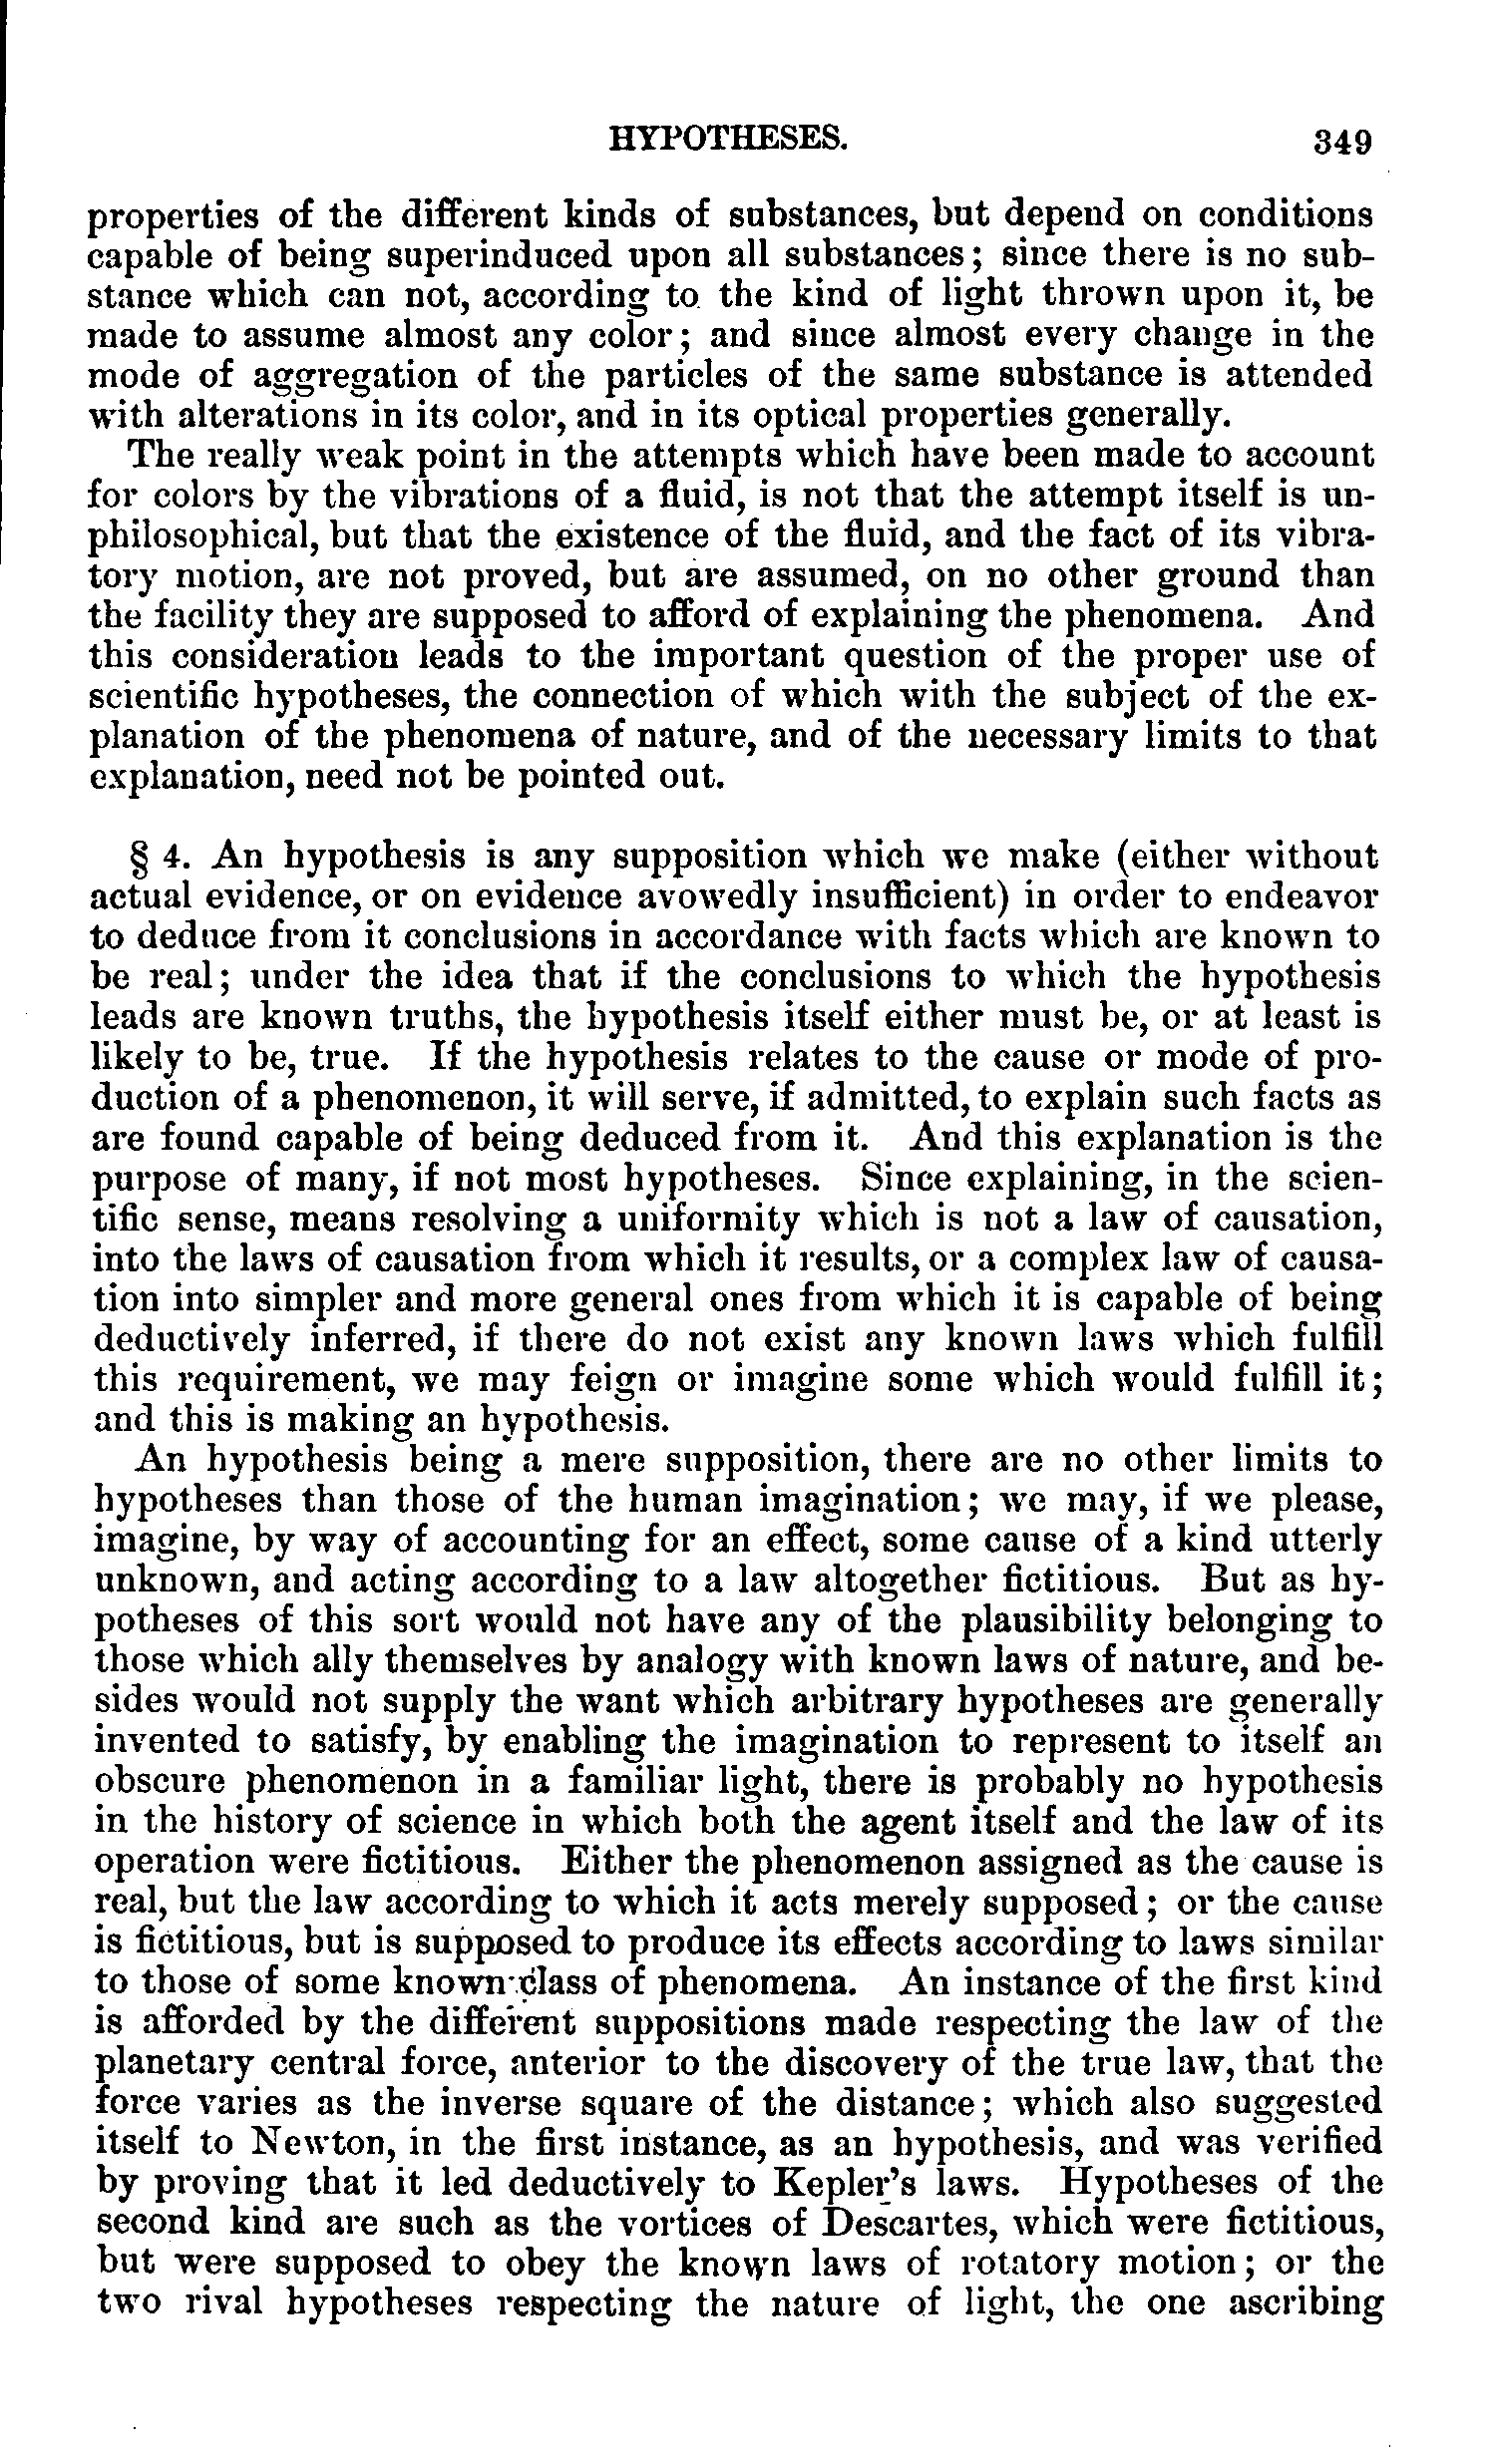 HYPOTHESES. 349
properties of the different kinds of substances, but depend on conditions
capable of being superinduced upon all substances; since there is no sub-
stance which can not, according to the kind of light thrown upon it, be
made to assume almost any color; and since almost every change in the
mode of aggregation of the particles of the same substance is attended
with alterations in its color, and in its optical properties generally.
The really weak point in the attempts which have been made to account
for colors by the vibrations of a fluid, is not that the attempt itself is un-
philosophical, but that the existence of the fluid, and the fact of its vibra-
tory motion, are not proved, but are assumed, on no other ground than
the facility they are supposed to afford of explaining the phenomena. And
this consideration leads to the important question of the proper use of
scientific hypotheses, the connection of which with the subject of the ex-
planation of the phenomena of nature, and of the necessary limits to that
explanation, need not be pointed out.
§ 4. An hypothesis is any supposition which we make (either without
actual evidence, or on evidence avowedly insufficient) in order to endeavor
to deduce from it conclusions in accordance with facts which are known to
be real; under the idea that if the conclusions to which the hypothesis
leads are known truths, the hypothesis itself either must be, or at least is
likely to be, true. If the hypothesis relates to the cause or mode of pro-
duction of a phenomenon, it will serve, if admitted, to explain such facts as
are found capable of being deduced from it. And this explanation is the
purpose of many, if not most hypotheses. Since explaining, in the scien-
tific sense, means resolving a uniformity which is not a law of causation,
into the laws of causation from which it results, or a complex law of causa-
tion into simpler and more general ones from which it is capable of being
deductively inferred, if there do not exist any known laws which fulfill
this requirement, we may feign or imagine some which would fulfill it;
and this is making an hypothesis.
An hypothesis being a mere supposition, there are no other limits to
hypotheses than those of the human imagination; we may, if we please,
imagine, by way of accounting for an effect, some cause of a kind utterly
unknown, and acting according to a law altogether fictitious. But as hy-
potheses of this sort would not have any of the plausibility belonging to
those which ally themselves by analogy with known laws of nature, and be-
sides would not supply the want which arbitrary hypotheses are generally
invented to satisfy, by enabling the imagination to represent to itself an
obscure phenomenon in a familiar light, there is probably no hypothesis
in the history of science in which both the agent itself and the law of its
operation were fictitious. Either the phenomenon assigned as the cause is
real, but the law according to which it acts merely supposed; or the cause
is fictitious, but is supposed to produce its effects according to laws similar
to those of some known class of phenomena. An instance of the first kind
is afforded by the different suppositions made respecting the law of the
planetary central force, anterior to the discovery of the true law, that the
force varies as the inverse square of the distance; which also suggested
itself to Newton, in the first instance, as an hypothesis, and was verified
by proving that it led deductively to Kepler's laws. Hypotheses of the
second kind are such as the vortices of Descartes, which were fictitious,
but were supposed to obey the known laws of rotatory motion; or the
two rival hypotheses respecting the nature of light, the one ascribing